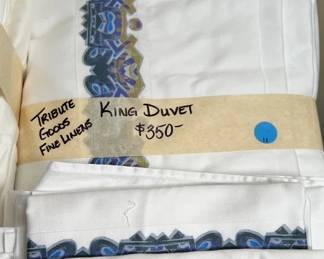 TRIBUTE
GOODS
FINE LINENS
KING DUVET
$350-